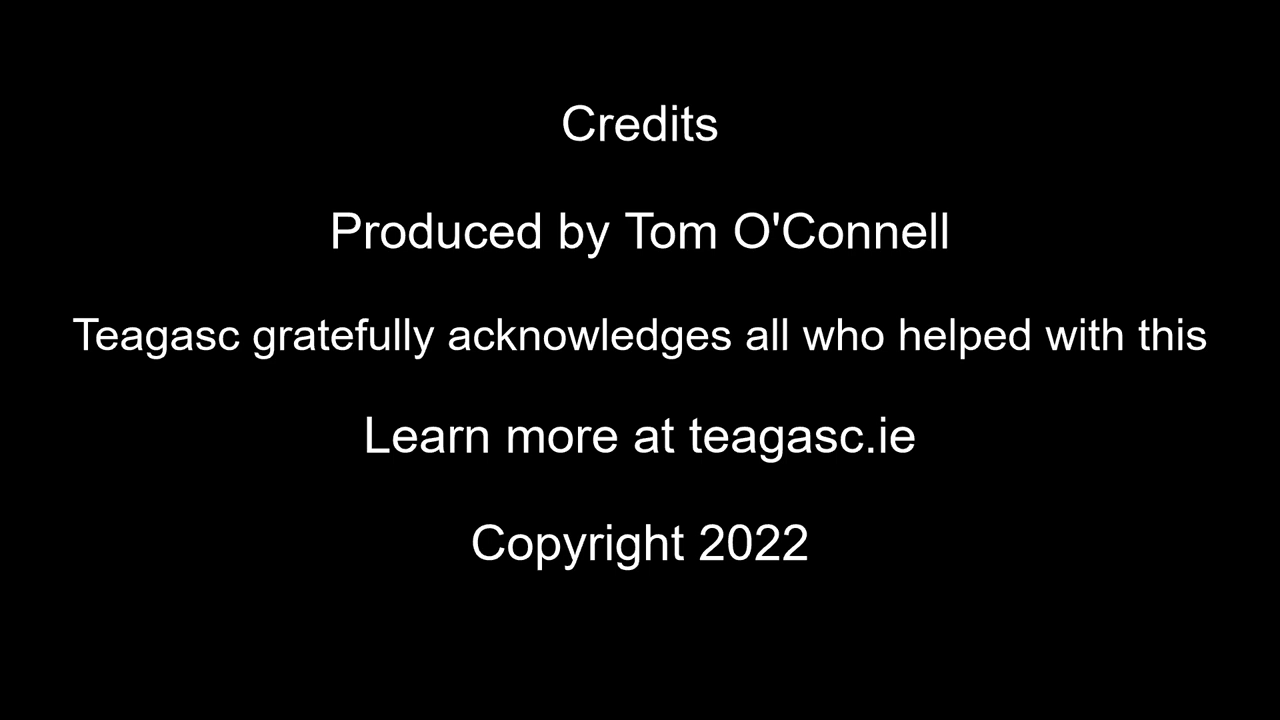 Credits
Produced by Tom O'Connell
Teagasc gratefully acknowledges all who helped with this
Learn more at teagasc.ie
Copyright 2022